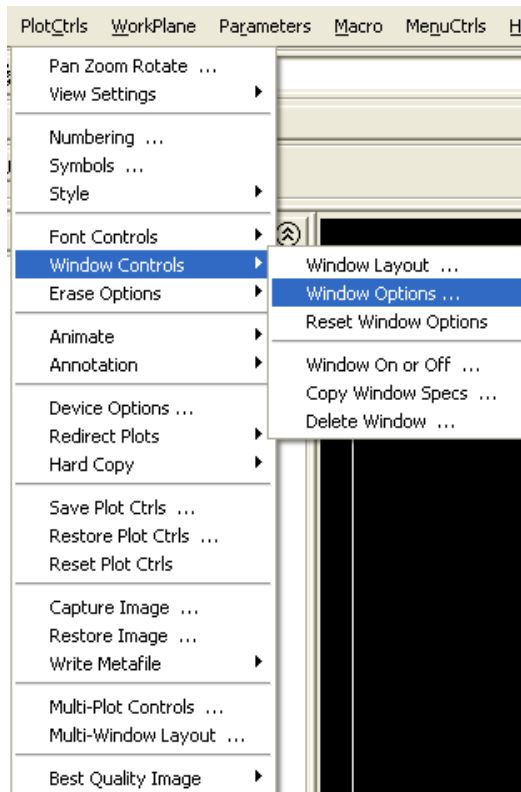 PlotCtrls WorkPlane Parameters Macro MenuCtrls H
Pan Zoom Rotate ...
View Settings
Numbering ...
Symbols ...
Style
Font Controls
Window Controls
Erase Options
Animate
Annotation
Device Options ...
Redirect Plots
Hard Copy
Save Plot Ctrls ...
Restore Plot Ctrls ...
Reset Plot Ctrls
Capture Image ...
Restore Image ...
Write Metafile
Multi-Plot Controls ...
Multi-Window Layout ...
Best Quality Image
Window Layout ...
Window Options ...
Reset Window Options
Window On or Off ...
Copy Window Specs ...
Delete Window ...